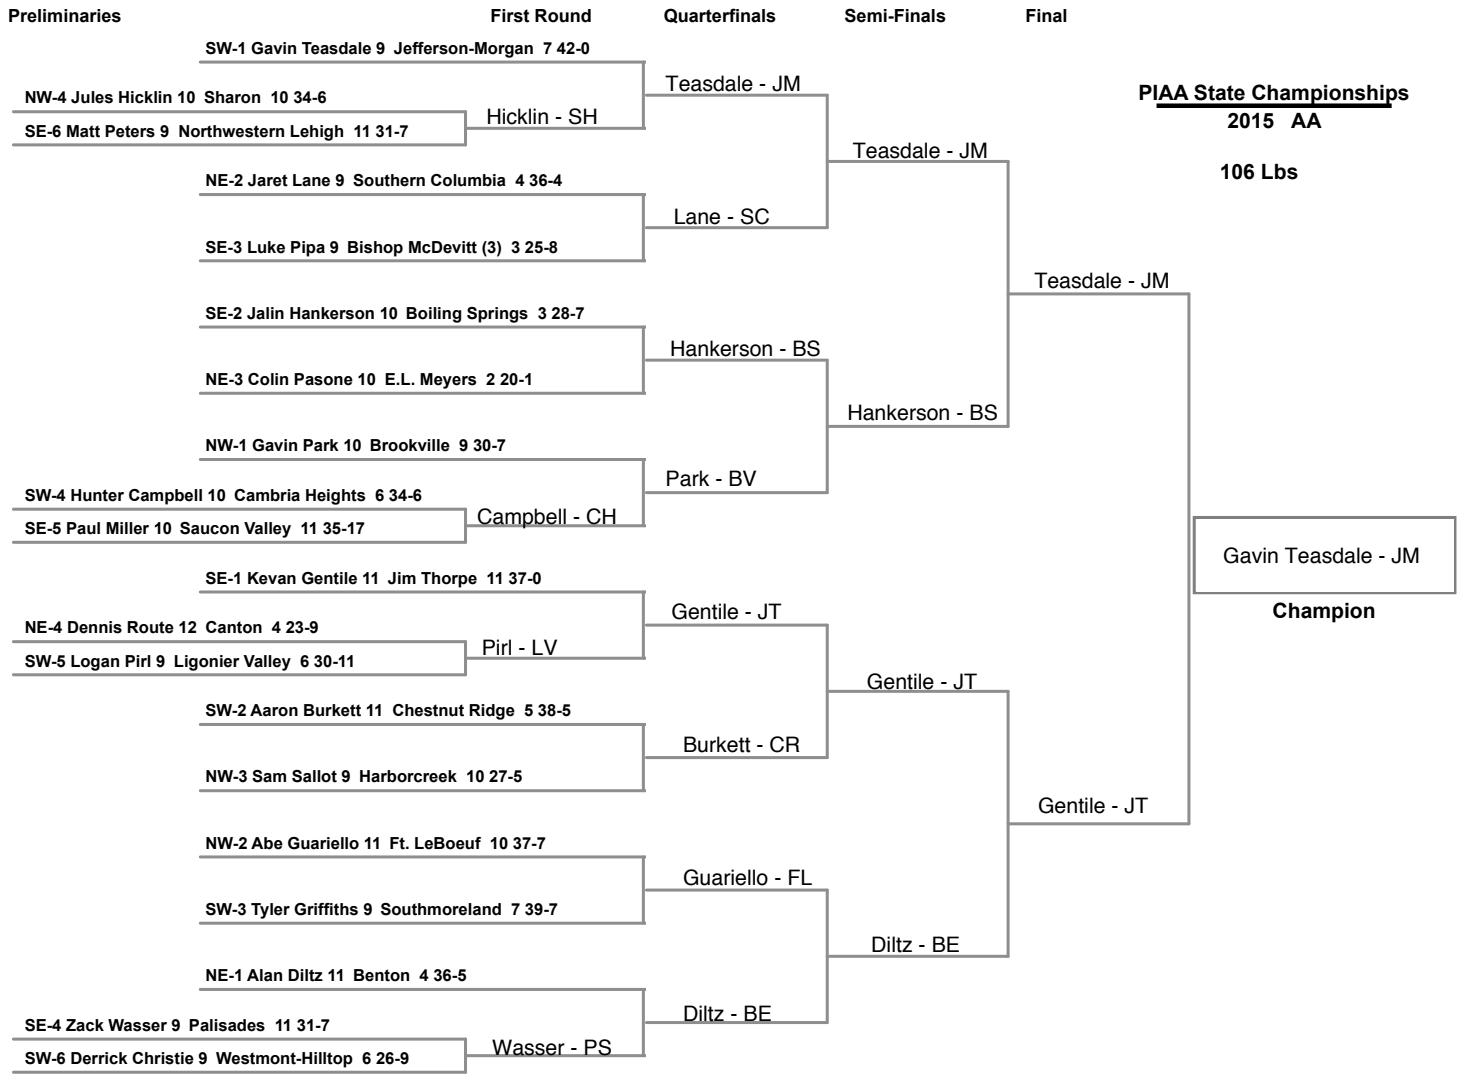 Preliminaries First Round Quarterfinals Semi-Finals Final
SW-1 Gavin Teasdale 9 Jefferson-Morgan 7 42-0
Teasdale - JM
NW-4 Jules Hicklin 10 Sharon 10 34-6
Hicklin - SH
SE-6 Matt Peters 9 Northwestern Lehigh 11 31-7
PIAA State Championships
2015 AA
106 Lbs
Teasdale - JM
NE-2 Jaret Lane 9 Southern Columbia 4 36-4
Lane - SC
SE-3 Luke Pipa 9 Bishop McDevitt (3) 3 25-8
Teasdale - JM
SE-2 Jalin Hankerson 10 Boiling Springs 3 28-7
Hankerson - BS
NE-3 Colin Pasone 10 E.L. Meyers 2 20-1
Hankerson - BS
NW-1 Gavin Park 10 Brookville 9 30-7
Park - BV
SW-4 Hunter Campbell 10 Cambria Heights 6 34-6
Campbell - CH
SE-5 Paul Miller 10 Saucon Valley 11 35-17
Gavin Teasdale - JM
Champion
SE-1 Kevan Gentile 11 Jim Thorpe 11 37-0
Gentile - JT
NE-4 Dennis Route 12 Canton 4 23-9
Pirl - LV
SW-5 Logan Pirl 9 Ligonier Valley 6 30-11
Gentile - JT
SW-2 Aaron Burkett 11 Chestnut Ridge 5 38-5
Burkett - CR
NW-3 Sam Sallot 9 Harborcreek 10 27-5
Gentile - JT
NW-2 Abe Guariello 11 Ft. LeBoeuf 10 37-7
Guariello - FL
SW-3 Tyler Griffiths 9 Southmoreland 7 39-7
Diltz - BE
NE-1 Alan Diltz 11 Benton 4 36-5
Diltz - BE
SE-4 Zack Wasser 9 Palisades 11 31-7
Wasser - PS
SW-6 Derrick Christie 9 Westmont-Hilltop 6 26-9